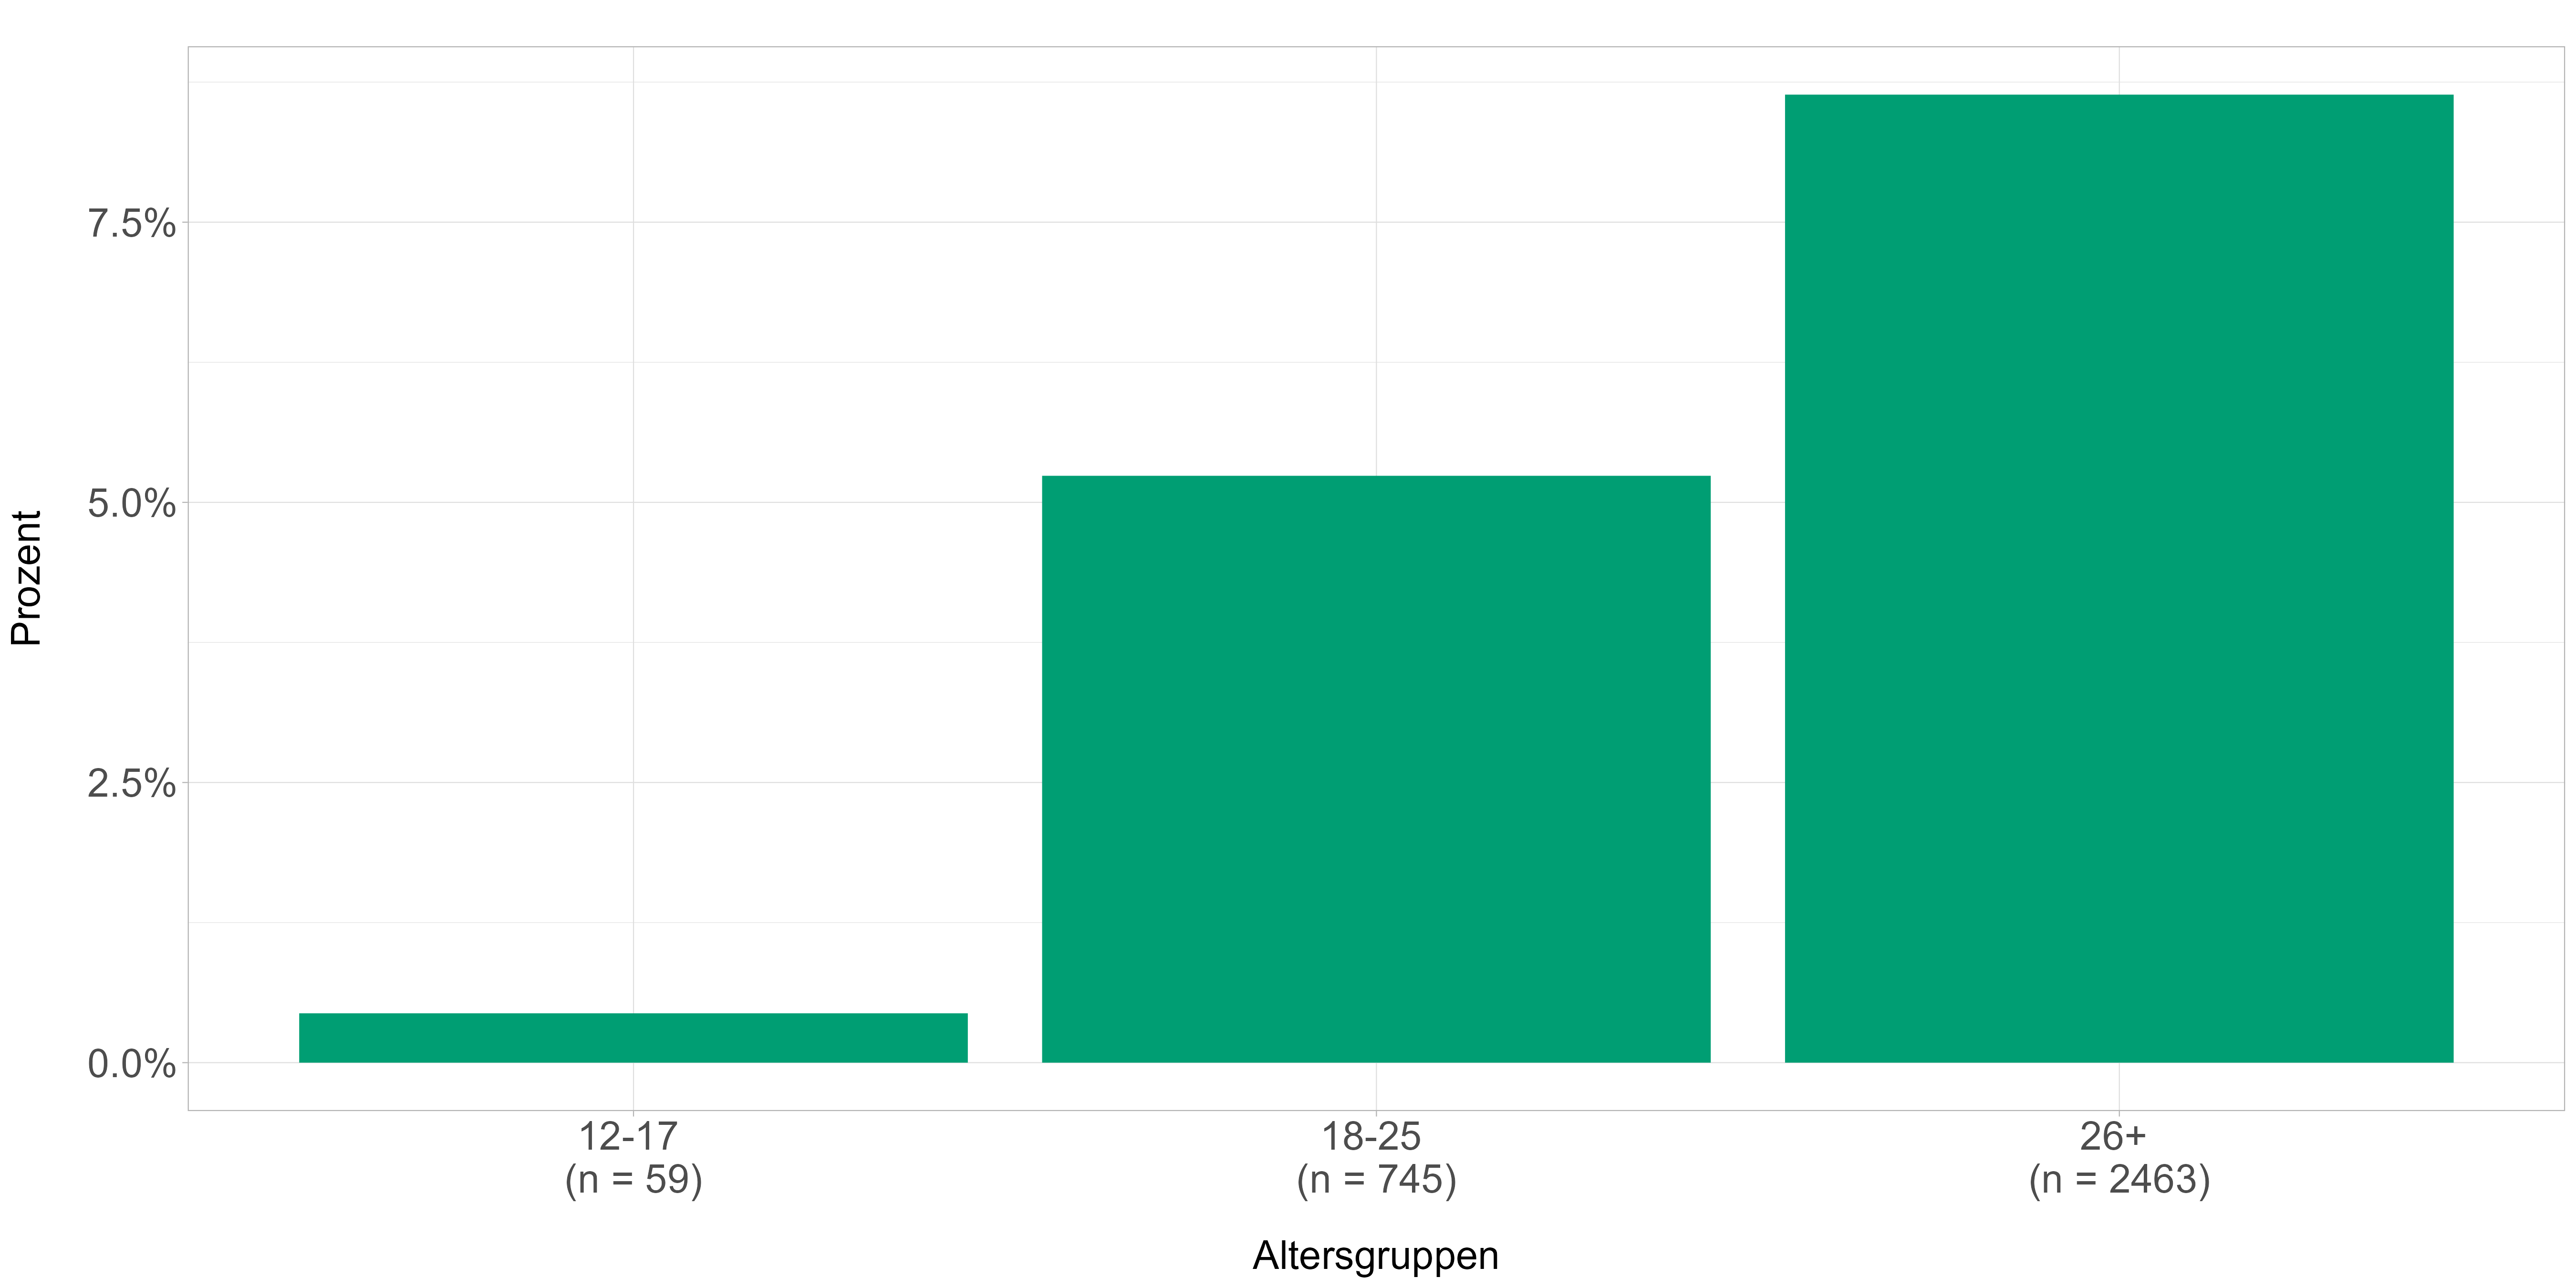 7.5%
5.0%
2.5%
0.0%
Prozent
12-17
(n = 59)
18-25
(n = 745)
26+
(n = 2463)
Altersgruppen